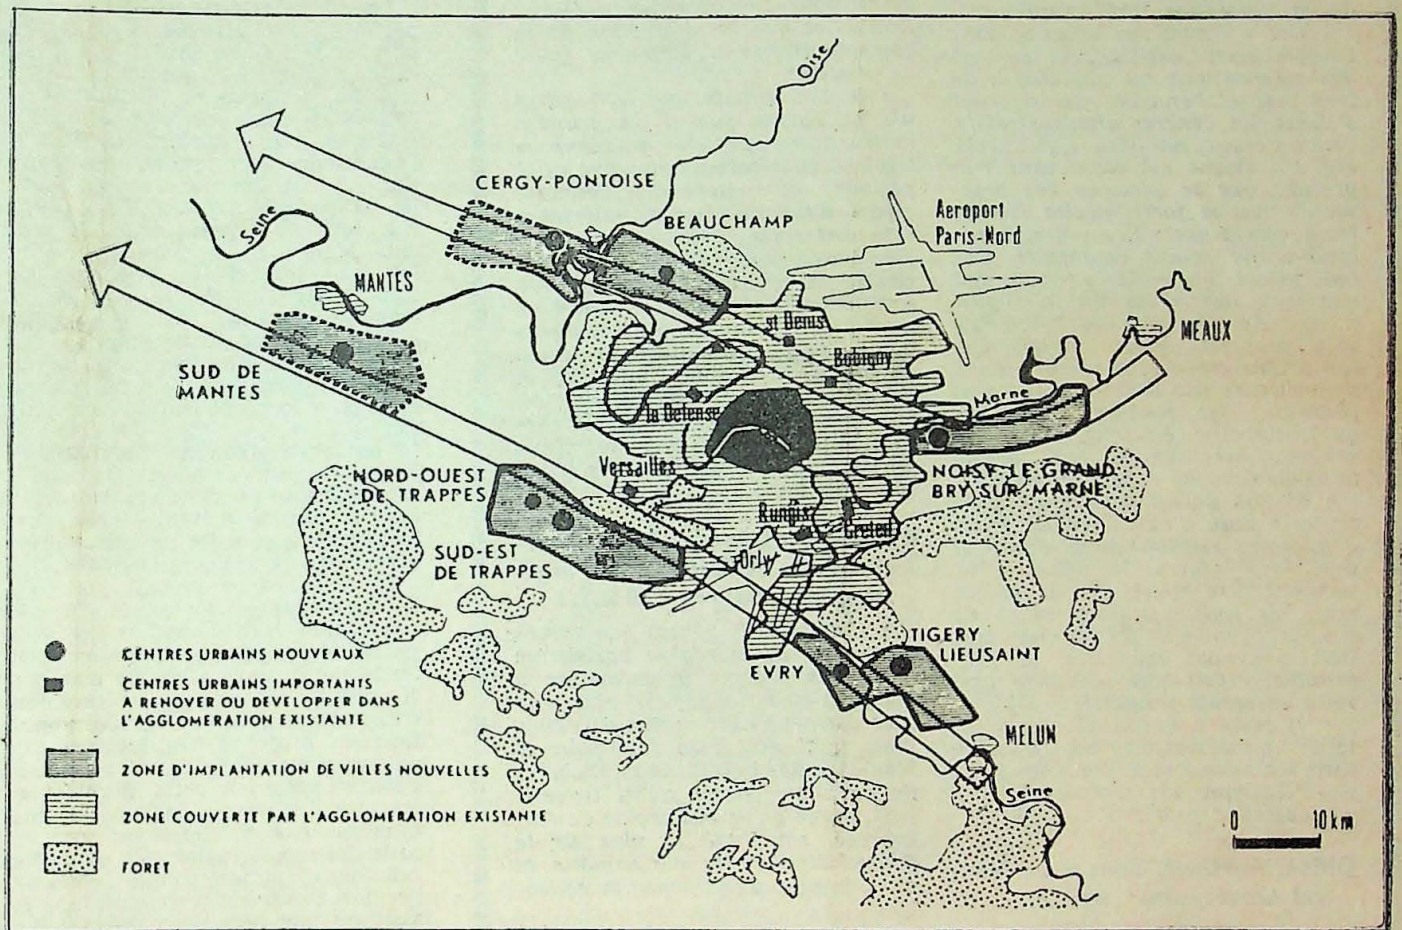 Oise
CERGY-PONTOISE
BEAUCHAMP
Aeroport
Paris-Nord
Seine
MANTES
St Denis
MEAUX
Bobigny
SUD DE
MANTES
Marne
la Défense
NORD-OUEST
DE TRAPPES
Versailles
NOISY LE GRAND
BRY SUR MARNE
Rungis
Creteil
SUD-EST
DE TRAPPES
Orly
TIGERY
LIEUSAINT
EVRY
MELUN
Seine
CENTRES URBAINS NOUVEAUX
CENTRES URBAINS IMPORTANTS
A RENOVER OU DEVELOPPER DANS
L'AGGLOMERATION EXISTANTE
ZONE D'IMPLANTATION DE VILLES NOUVELLES
ZONE COUVERTE PAR L'AGGLOMERATION EXISTANTE
FORET
0 10 km